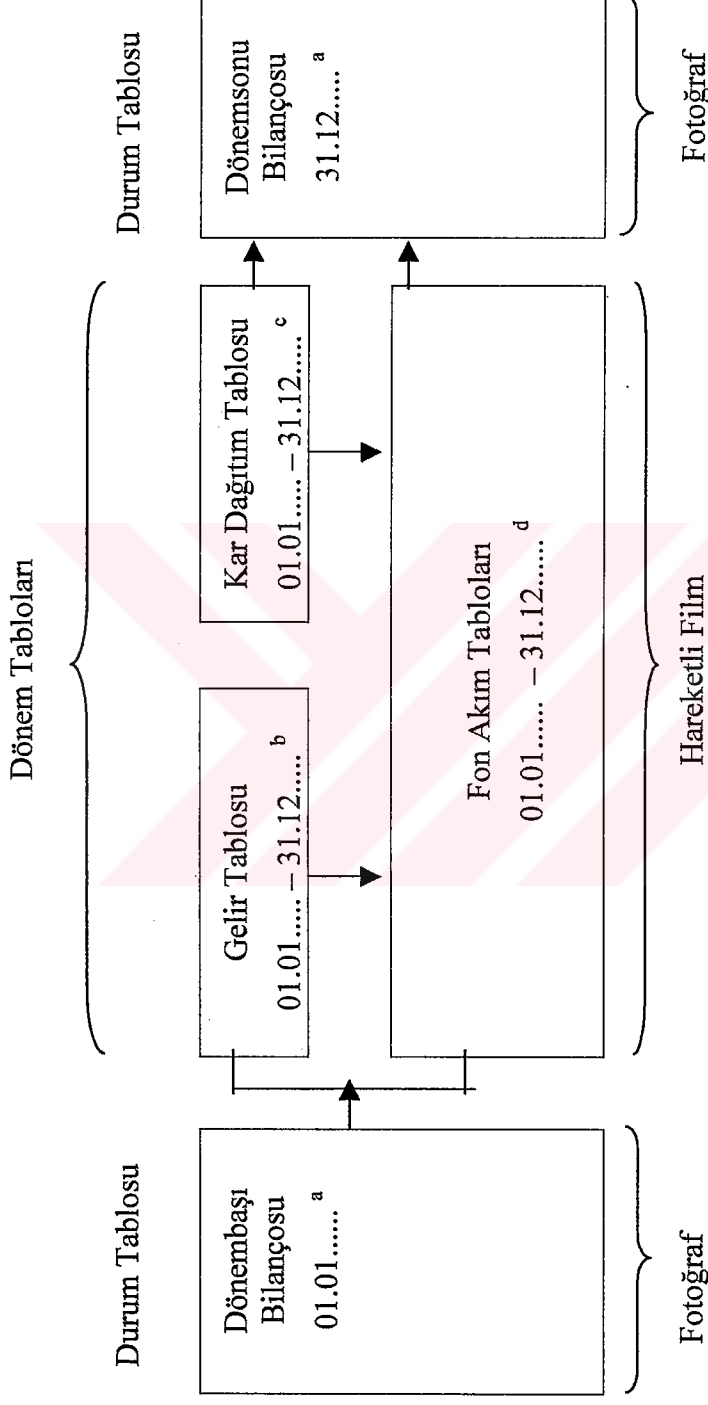 Dönem Tabloları
Durum Tablosu
Durum Tablosu
Dönembaşı
Bilançosu
01.01...... a
Gelir Tablosu
01.01..... – 31.12..... b
Kar Dağıtım Tablosu
01.01..... – 31.12..... c
Dönemsonu
Bilançosu
31.12..... a
Fon Akım Tabloları
01.01...... – 31.12...... d
Fotoğraf
Hareketli Film
Fotoğraf